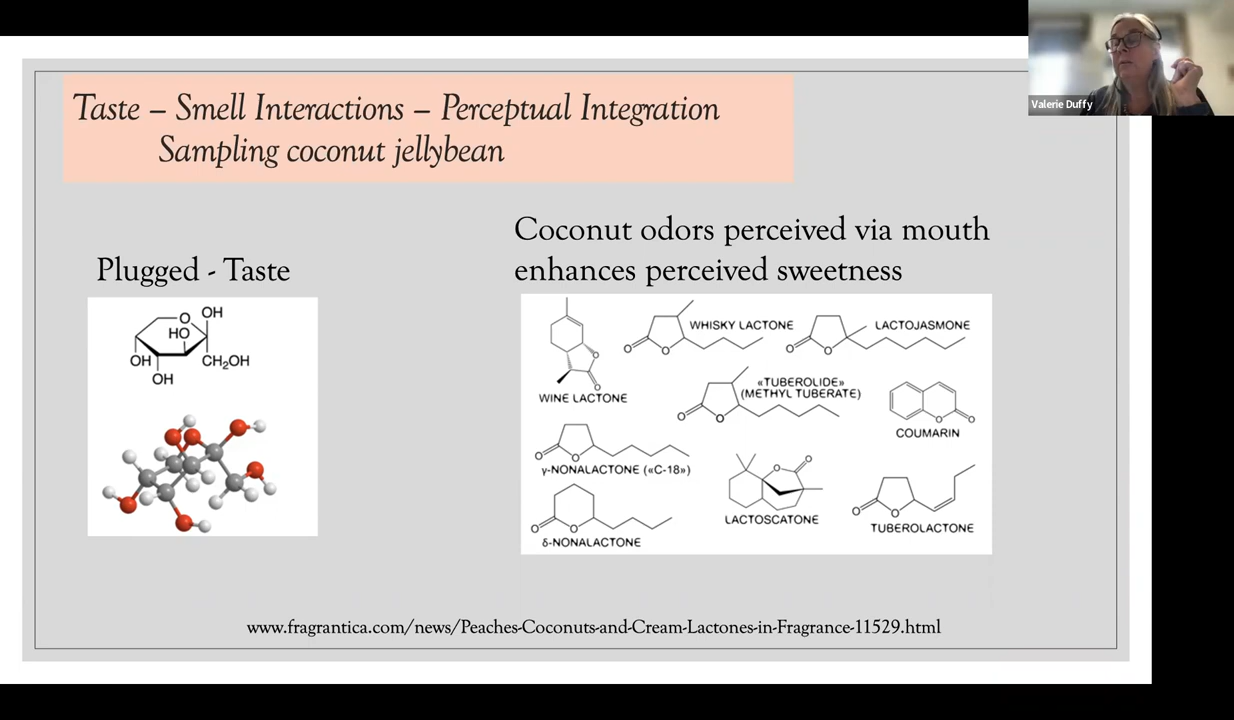 Taste – Smell Interactions – Perceptual Integration
Sampling coconut jellybean
Valerie Duffy
Plugged - Taste
Coconut odors perceived via mouth
enhances perceived sweetness
O
OH
HO
OH
CH₂OH
OH
WINE LACTONE
O
O
WHISKY LACTONE
O
O
LACTOJASMONE
O
O
«TUBEROLIDE»
(METHYL TUBERATE)
O
O
COUMARIN
O
O
γ-NONALACTONE («C-18»)
O
O
LACTOSCATONE
O
O
TUBEROLACTONE
O
O
δ-NONALACTONE
O
O
www.fragrantica.com/news/Peaches-Coconuts-and-Cream-Lactones-in-Fragrance-11529.html